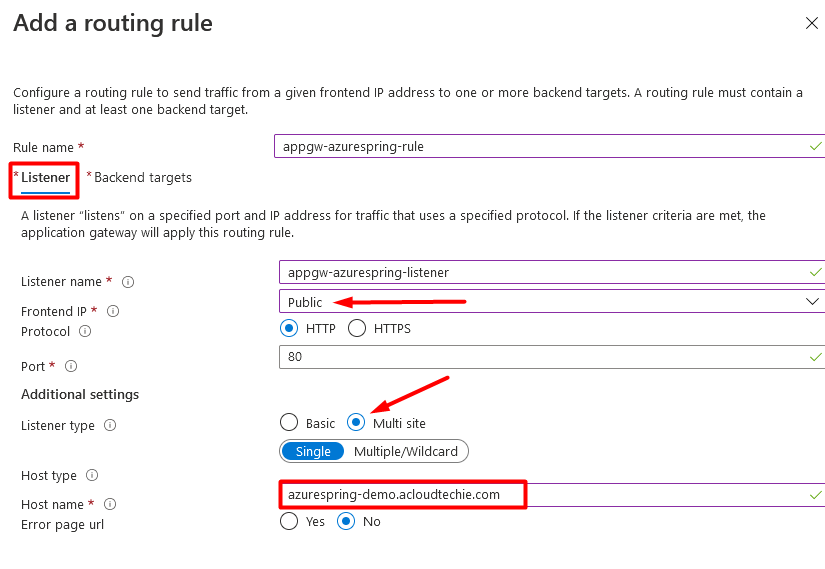 Add a routing rule
Configure a routing rule to send traffic from a given frontend IP address to one or more backend targets. A routing rule must contain a
listener and at least one backend target.
Rule name * appgw-azurespring-rule
* Listener * Backend targets
A listener “listens” on a specified port and IP address for traffic that uses a specified protocol. If the listener criteria are met, the
application gateway will apply this routing rule.
Listener name * appgw-azurespring-listener
Frontend IP * Public
Protocol HTTP HTTPS
Port * 80
Additional settings
Listener type Basic Multi site
Single Multiple/Wildcard
Host type
Host name * azurespring-demo.acloudtechie.com
Error page url Yes No